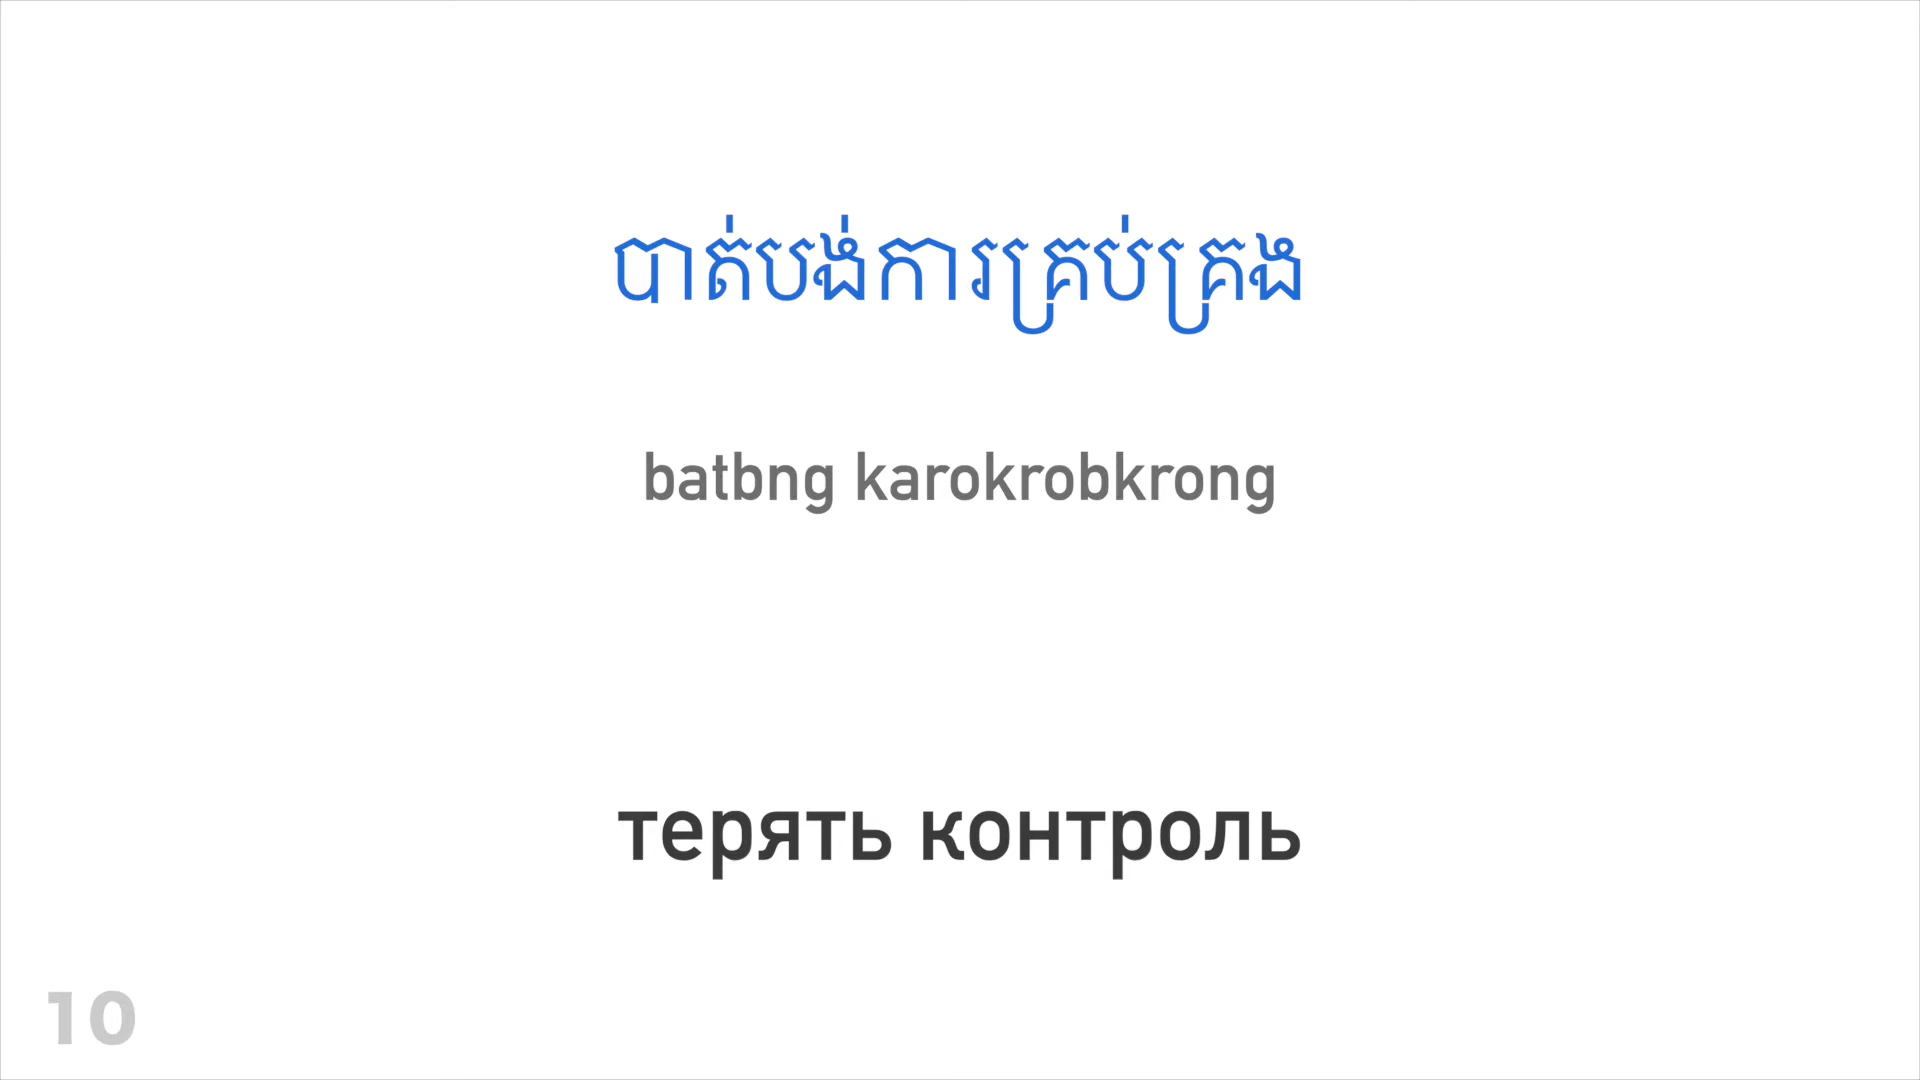 បាត់បង់ការគ្រប់គ្រង
batbng karokrobkrong
терять контроль
10